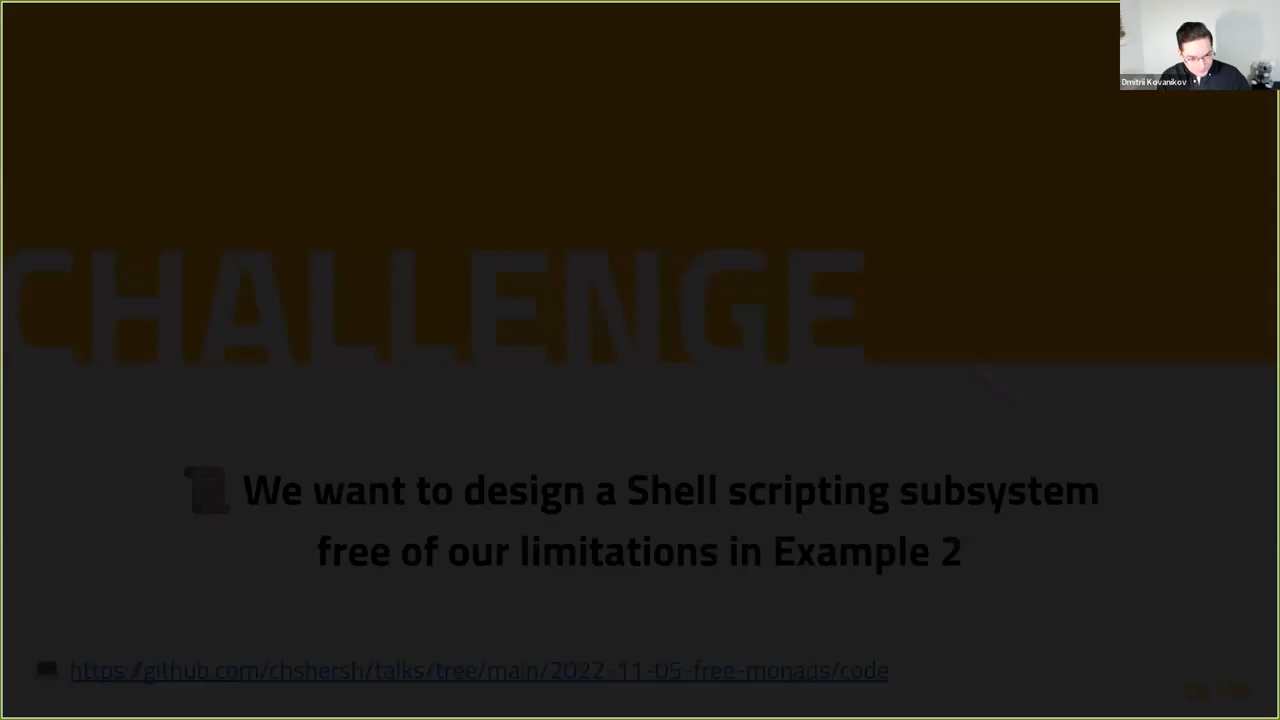 Dmitrii Kovanikov
CHALLENGE
We want to design a Shell scripting subsystem
free of our limitations in Example 2
https://github.com/chshersh/talks/tree/main/2022-11-05-free-monads/code